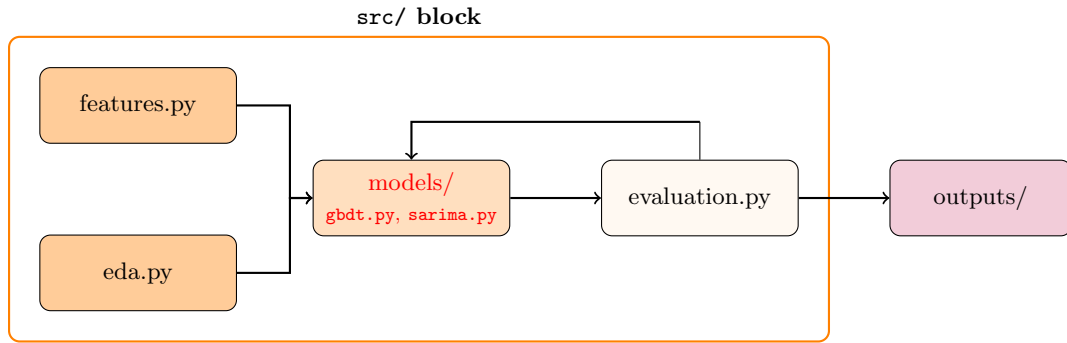 src/ block
features.py
models/
gbdt.py, sarima.py
evaluation.py
outputs/
eda.py